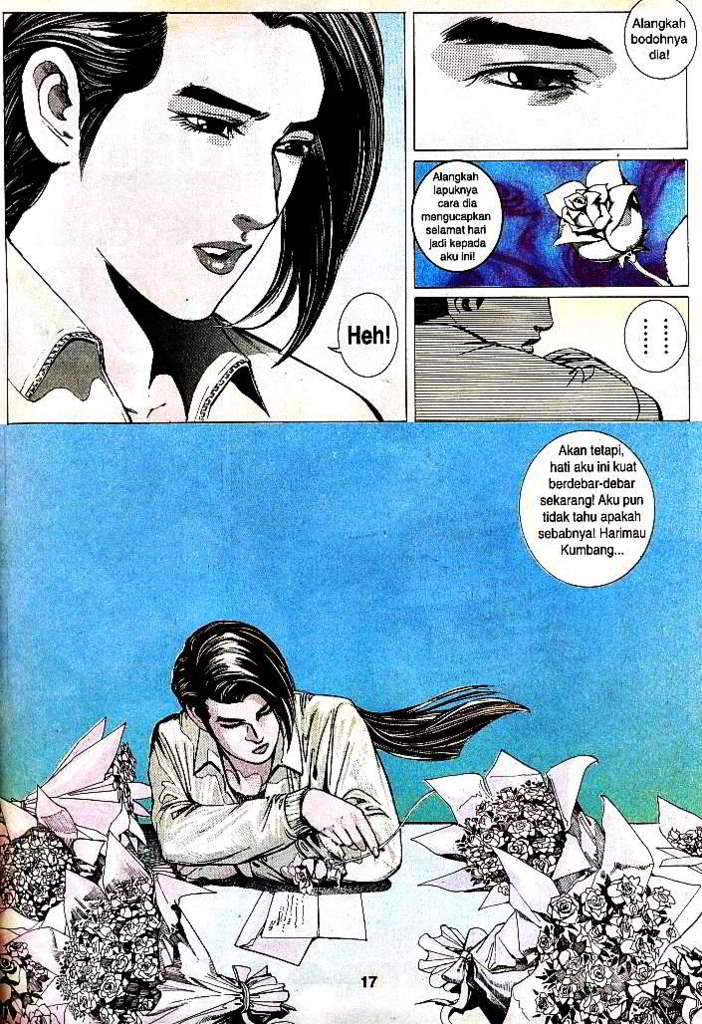 Heh!
Alangkah
bodohnya
dia!
Alangkah
lapuknya
cara dia
mengucapkan
selamat hari
jadi kepada
aku ini!
Akan tetapi,
hati aku ini kuat
berdebar-debar
sekarang! Aku pun
tidak tahu apakah
sebabnya! Harimau
Kumbang...
17